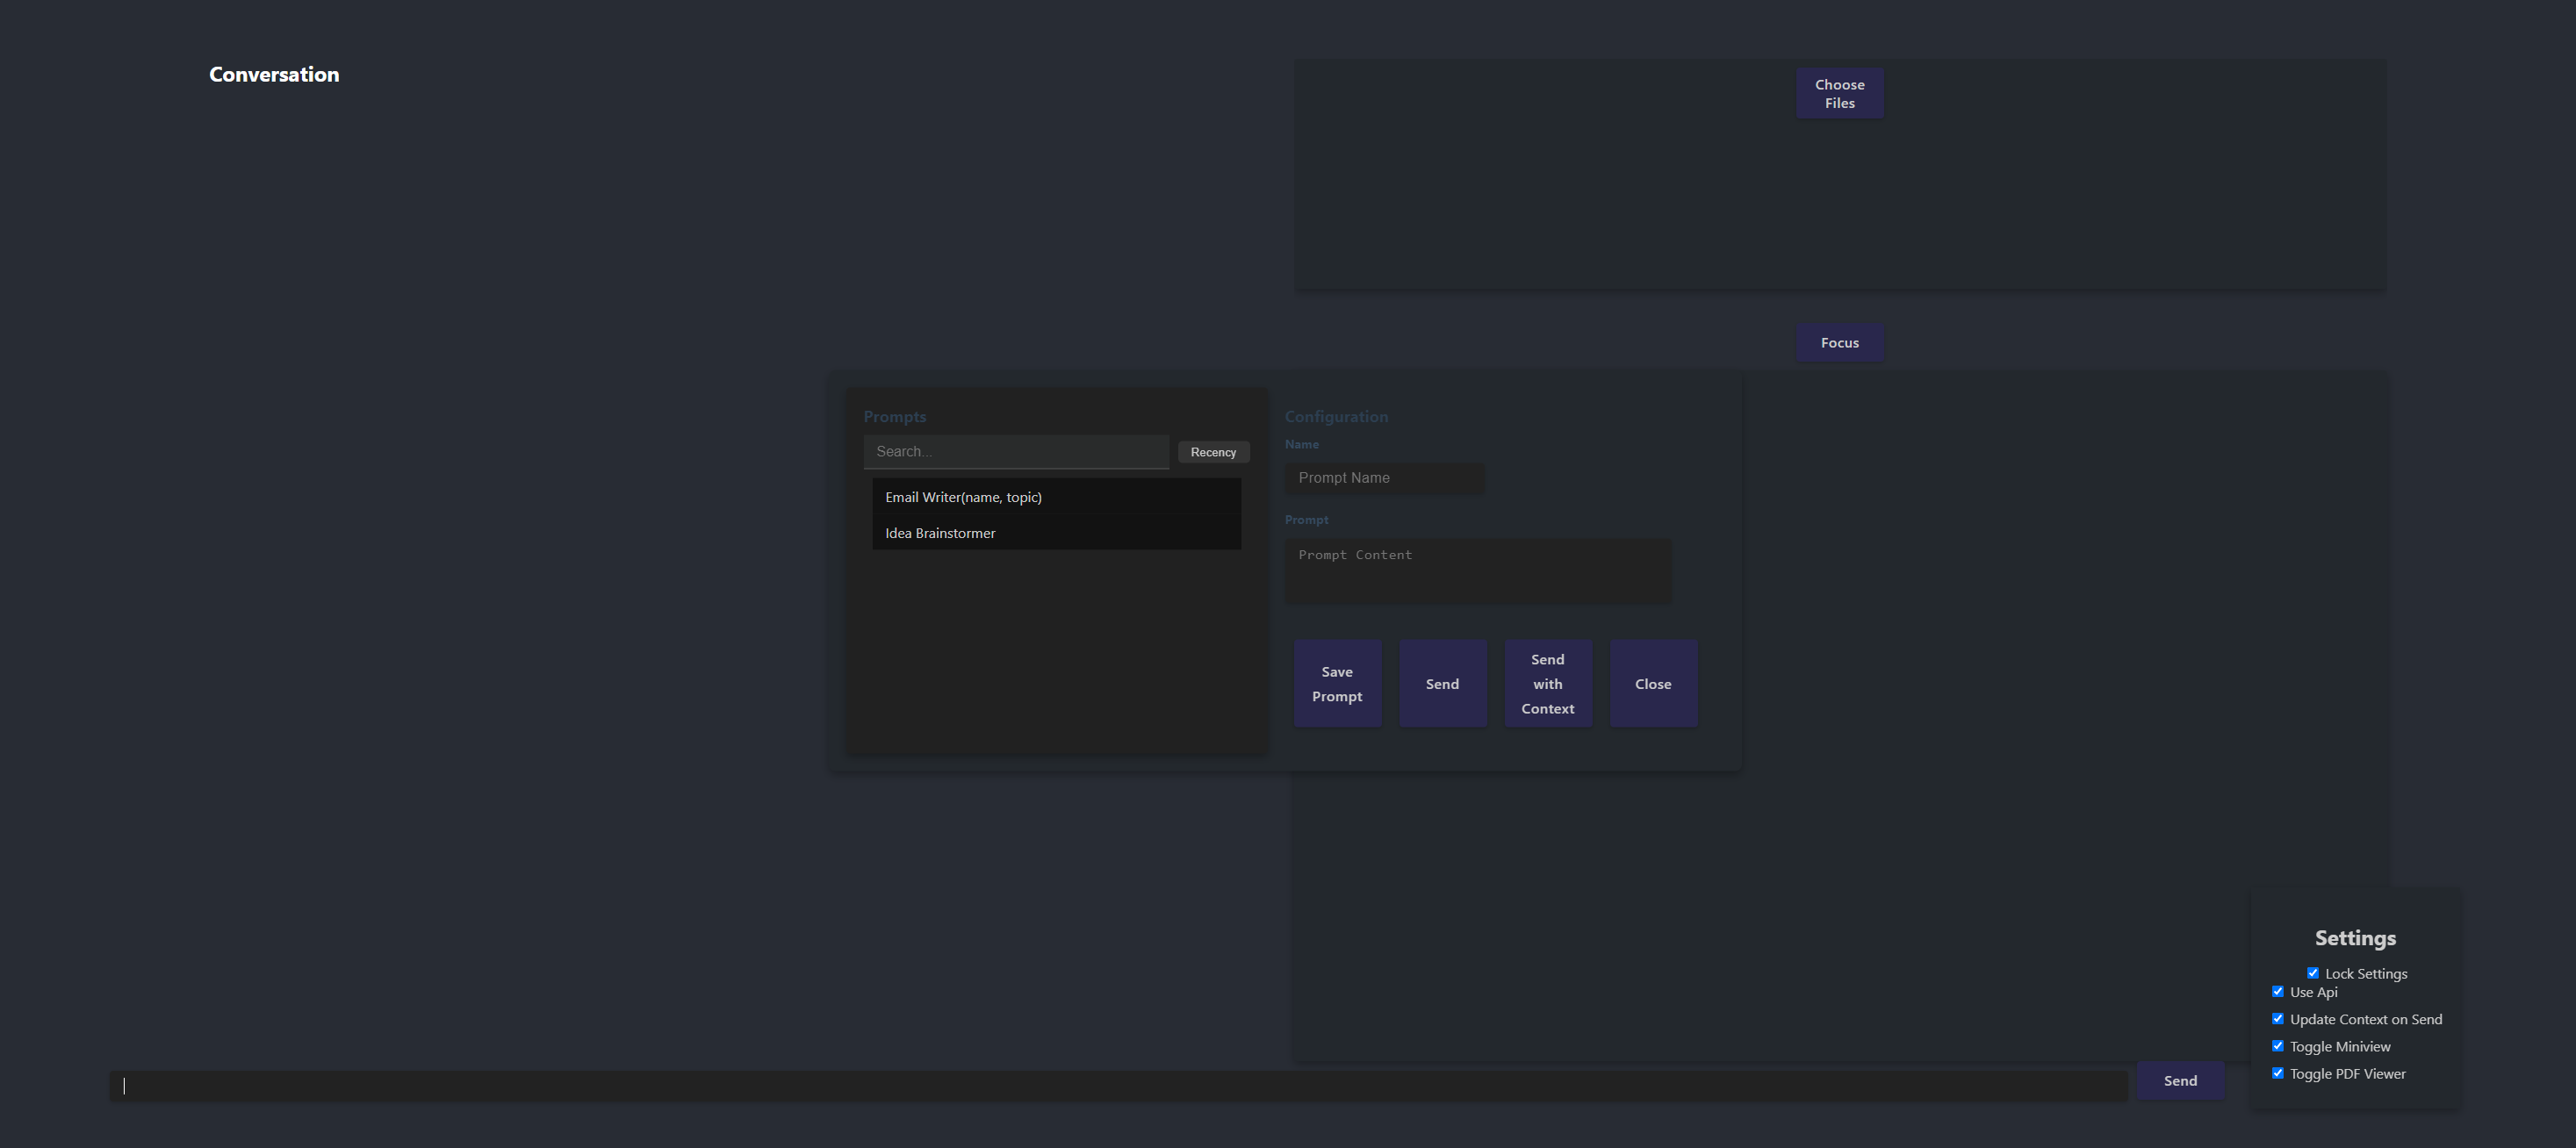 Conversation
Choose
Files
Focus
Prompts
Search...
Recency
Email Writer(name, topic)
Idea Brainstormer
Configuration
Name
Prompt Name
Prompt
Prompt Content
Save
Prompt
Send
Send
with
Context
Close
Settings
Lock Settings
Use Api
Update Context on Send
Toggle Miniview
Toggle PDF Viewer
Send